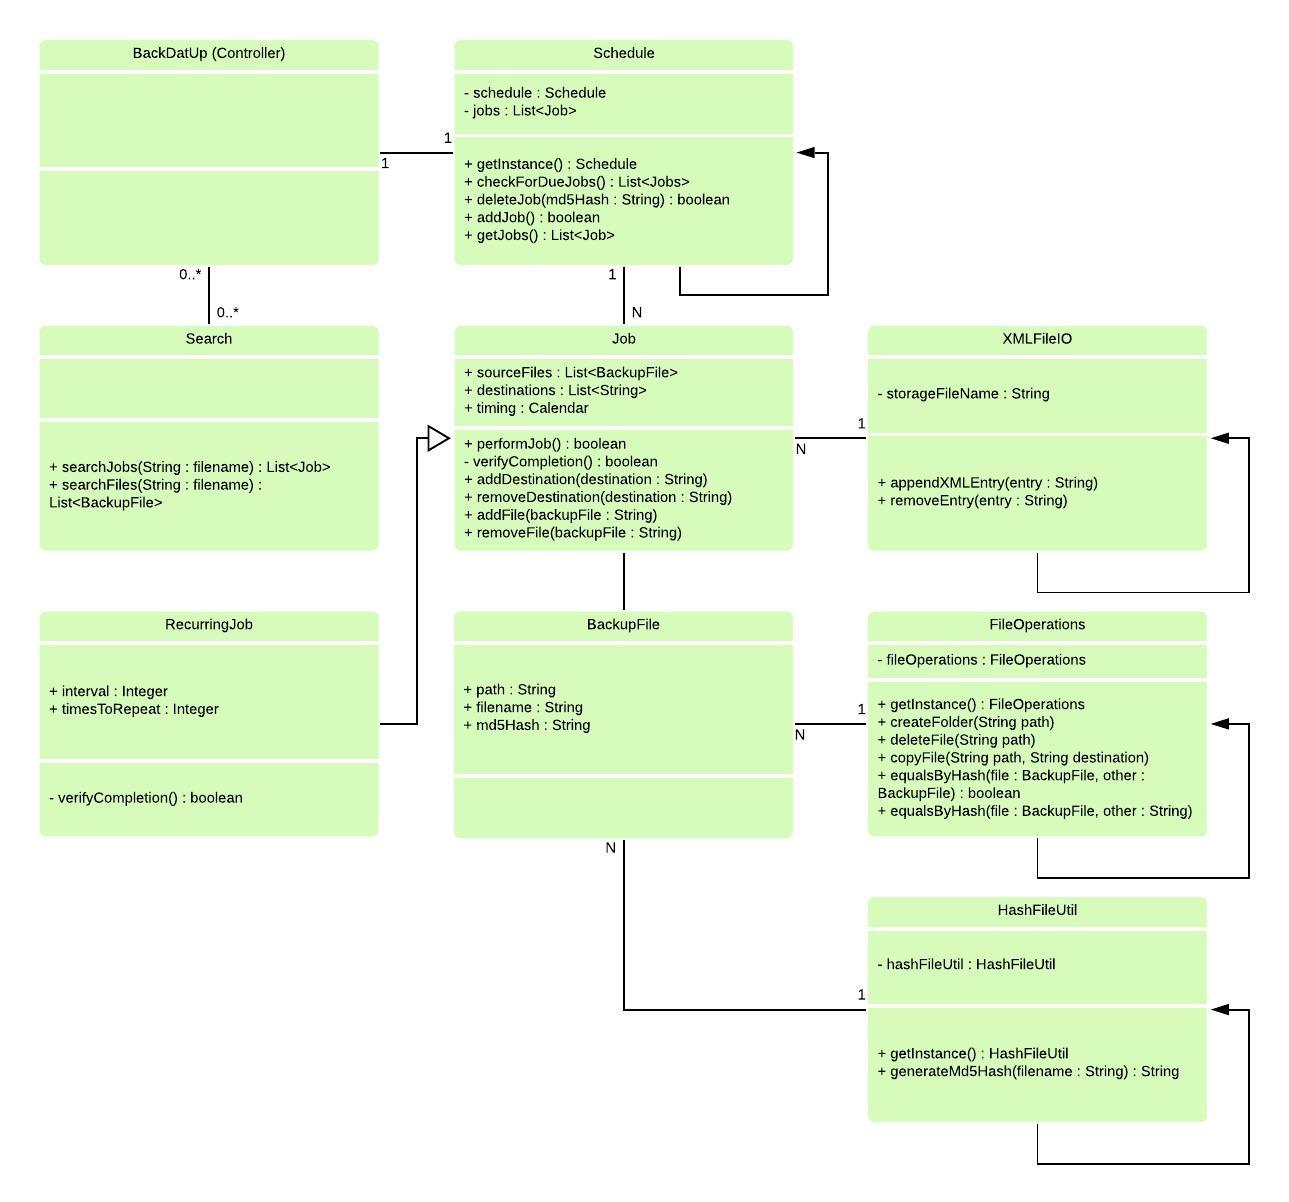 BackDatUp (Controller)
Schedule
- schedule : Schedule
- jobs : List<Job>
+ getInstance() : Schedule
+ checkForDueJobs() : List<Jobs>
+ deleteJob(md5Hash : String) : boolean
+ addJob() : boolean
+ getJobs() : List<Job>
1
1
0..*
0..*
1
N
Search
+ searchJobs(String : filename) : List<Job>
+ searchFiles(String : filename) :
List<BackupFile>
Job
+ sourceFiles : List<BackupFile>
+ destinations : List<String>
+ timing : Calendar
+ performJob() : boolean
- verifyCompletion() : boolean
+ addDestination(destination : String)
+ removeDestination(destination : String)
+ addFile(backupFile : String)
+ removeFile(backupFile : String)
1
N
XMLFileIO
- storageFileName : String
+ appendXMLEntry(entry : String)
+ removeEntry(entry : String)
RecurringJob
+ interval : Integer
+ timesToRepeat : Integer
- verifyCompletion() : boolean
BackupFile
+ path : String
+ filename : String
+ md5Hash : String
1
N
FileOperations
- fileOperations : FileOperations
+ getInstance() : FileOperations
+ createFolder(String path)
+ deleteFile(String path)
+ copyFile(String path, String destination)
+ equalsByHash(file : BackupFile, other :
BackupFile) : boolean
+ equalsByHash(file : BackupFile, other : String)
N
1
HashFileUtil
- hashFileUtil : HashFileUtil
+ getInstance() : HashFileUtil
+ generateMd5Hash(filename : String) : String